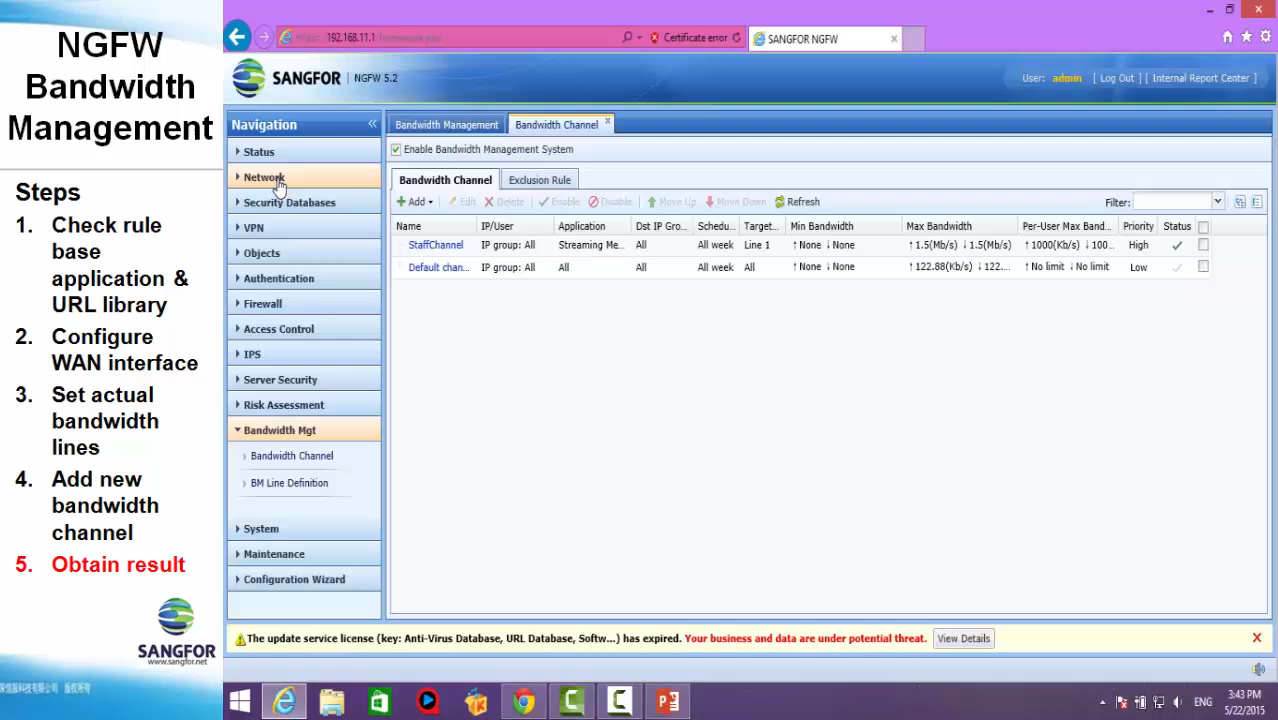 NGFW
Bandwidth
Management
Steps
1. Check rule
base
application &
URL library
2. Configure
WAN interface
3. Set actual
bandwidth
lines
4. Add new
bandwidth
channel
5. Obtain result
SANGFOR
www.sangfor.net
192.168.11.1
Certificate error
SANGFOR NGFW
SANGFOR | NGFW 5.2
User: admin [ Log Out ] [ Internal Report Center ]
Navigation
Status
Network
Security Databases
VPN
Objects
Authentication
Firewall
Access Control
IPS
Server Security
Risk Assessment
Bandwidth Mgt
Bandwidth Channel
BM Line Definition
System
Maintenance
Configuration Wizard
Bandwidth Management Bandwidth Channel
Enable Bandwidth Management System
Bandwidth Channel Exclusion Rule
Add Edit Delete Enable Disable Move Up Move Down Refresh Filter:
Name IP/User Application Dst IP Gro... Schedu... Target... Min Bandwidth Max Bandwidth Per-User Max Band... Priority Status
StaffChannel IP group: All Streaming Me... All All week Line 1 ↑ None ↓ None ↑ 1.5(Mb/s) ↓ 1.5(Mb/s) ↑ 1000(Kb/s) ↓ 100... High
Default chan... IP group: All All All All week All ↑ None ↓ None ↑ 122.88(Kb/s) ↓ 122.... ↑ No limit ↓ No limit Low
The update service license (key: Anti-Virus Database, URL Database, Softw...) has expired. Your business and data are under potential threat. View Details
ENG
3:43 PM
5/22/2015